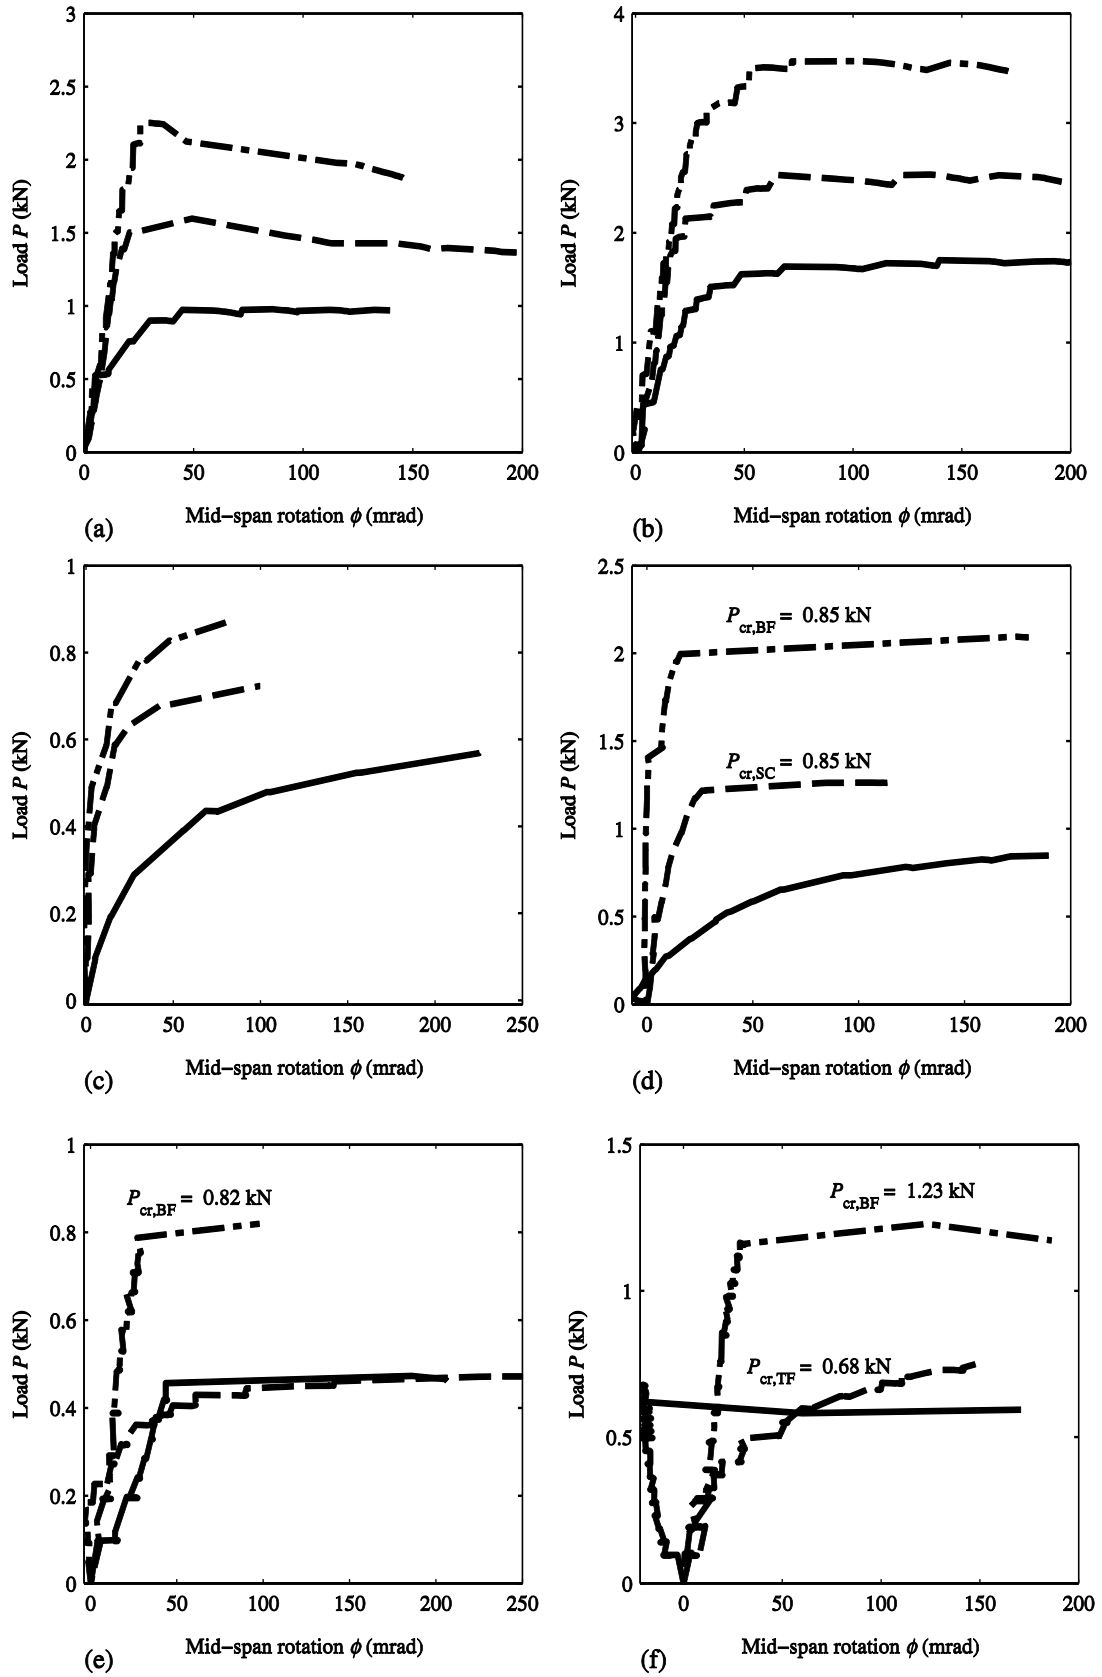 3
2.5
2
1.5
1
0.5
0
0 50 100 150 200
Load P (kN)
Mid−span rotation ϕ (mrad)
(a)
4
3
2
1
0
0 50 100 150 200
Load P (kN)
Mid−span rotation ϕ (mrad)
(b)
1
0.8
0.6
0.4
0.2
0
0 50 100 150 200 250
Load P (kN)
Mid−span rotation ϕ (mrad)
(c)
2.5
2
1.5
1
0.5
0
0 50 100 150 200
Load P (kN)
P_cr,BF = 0.85 kN
P_cr,SC = 0.85 kN
Mid−span rotation ϕ (mrad)
(d)
1
0.8
0.6
0.4
0.2
0
0 50 100 150 200 250
Load P (kN)
P_cr,BF = 0.82 kN
Mid−span rotation ϕ (mrad)
(e)
1.5
1
0.5
0
0 50 100 150 200
Load P (kN)
P_cr,BF = 1.23 kN
P_cr,TF = 0.68 kN
Mid−span rotation ϕ (mrad)
(f)